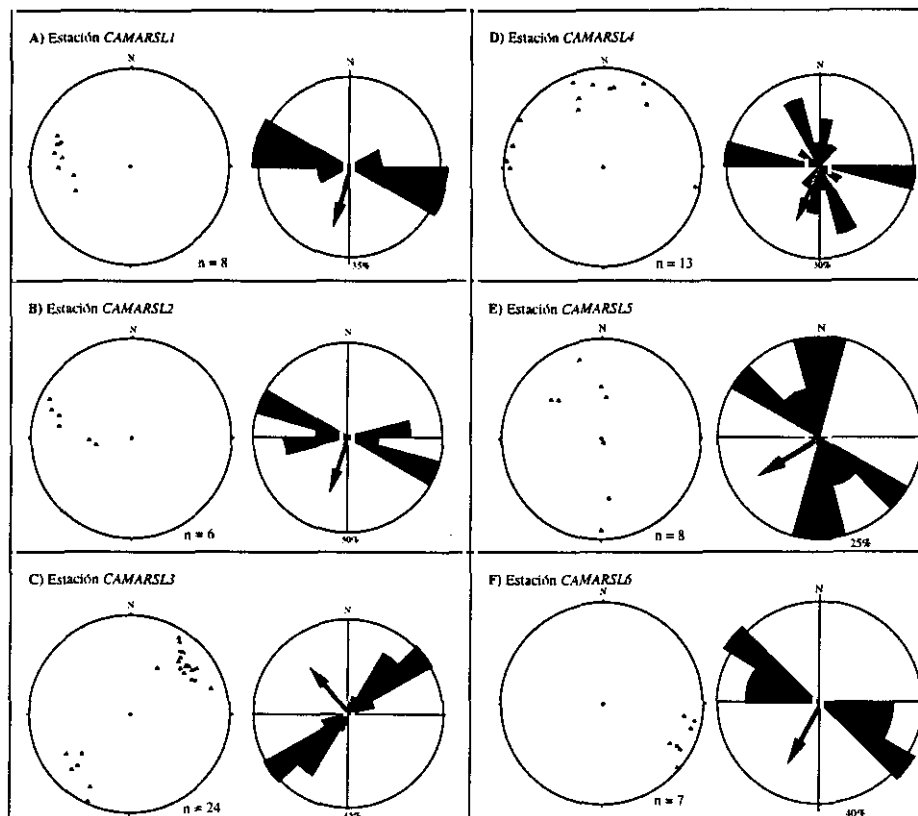 A) Estación CAMARSL1
N
N
n = 8
35%
D) Estación CAMARSL4
N
N
n = 13
30%
B) Estación CAMARSL2
N
N
n = 6
50%
E) Estación CAMARSL5
N
N
n = 8
25%
C) Estación CAMARSL3
N
N
n = 24
F) Estación CAMARSL6
N
N
n = 7
40%